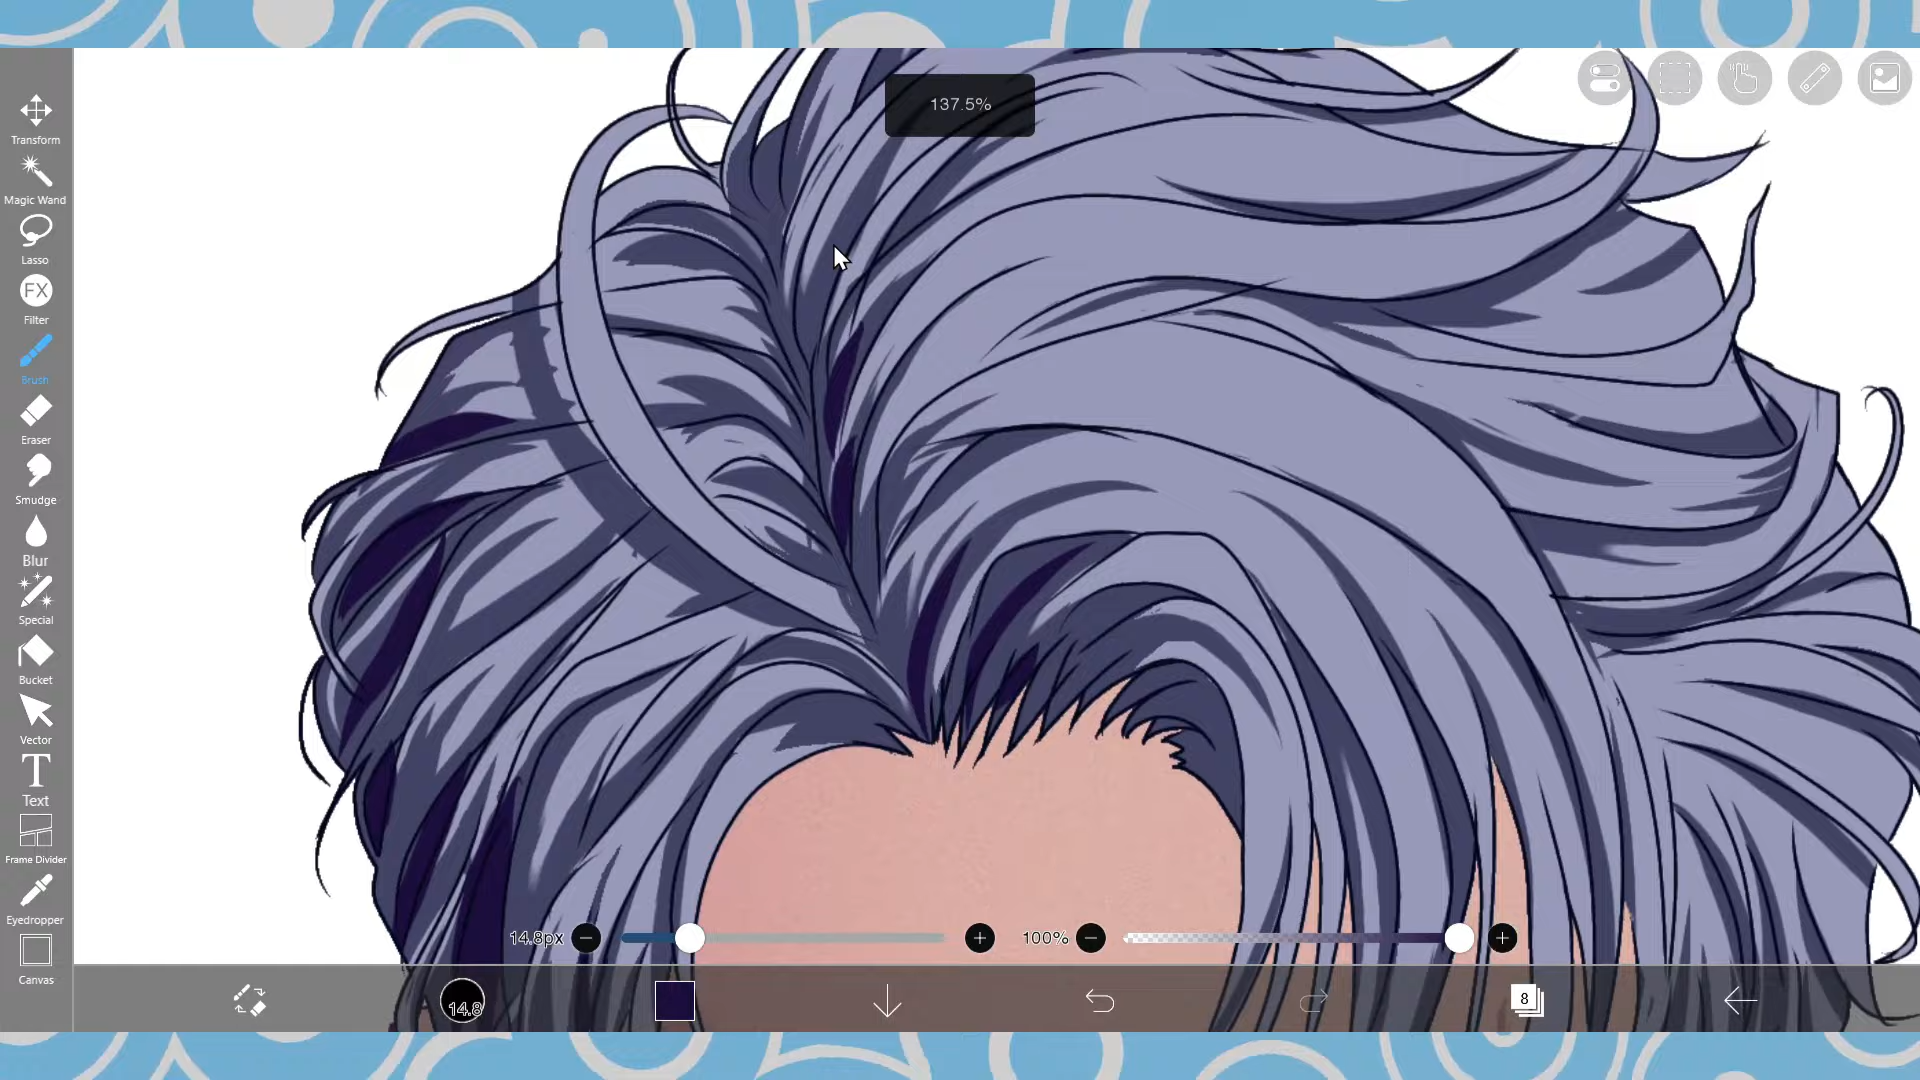 137.5%
Transform
Magic Wand
Lasso
FX
Filter
Brush
Eraser
Smudge
Blur
Special
Bucket
Vector
T
Text
Frame Divider
Eyedropper
Canvas
14.8px
100%
14.8
8